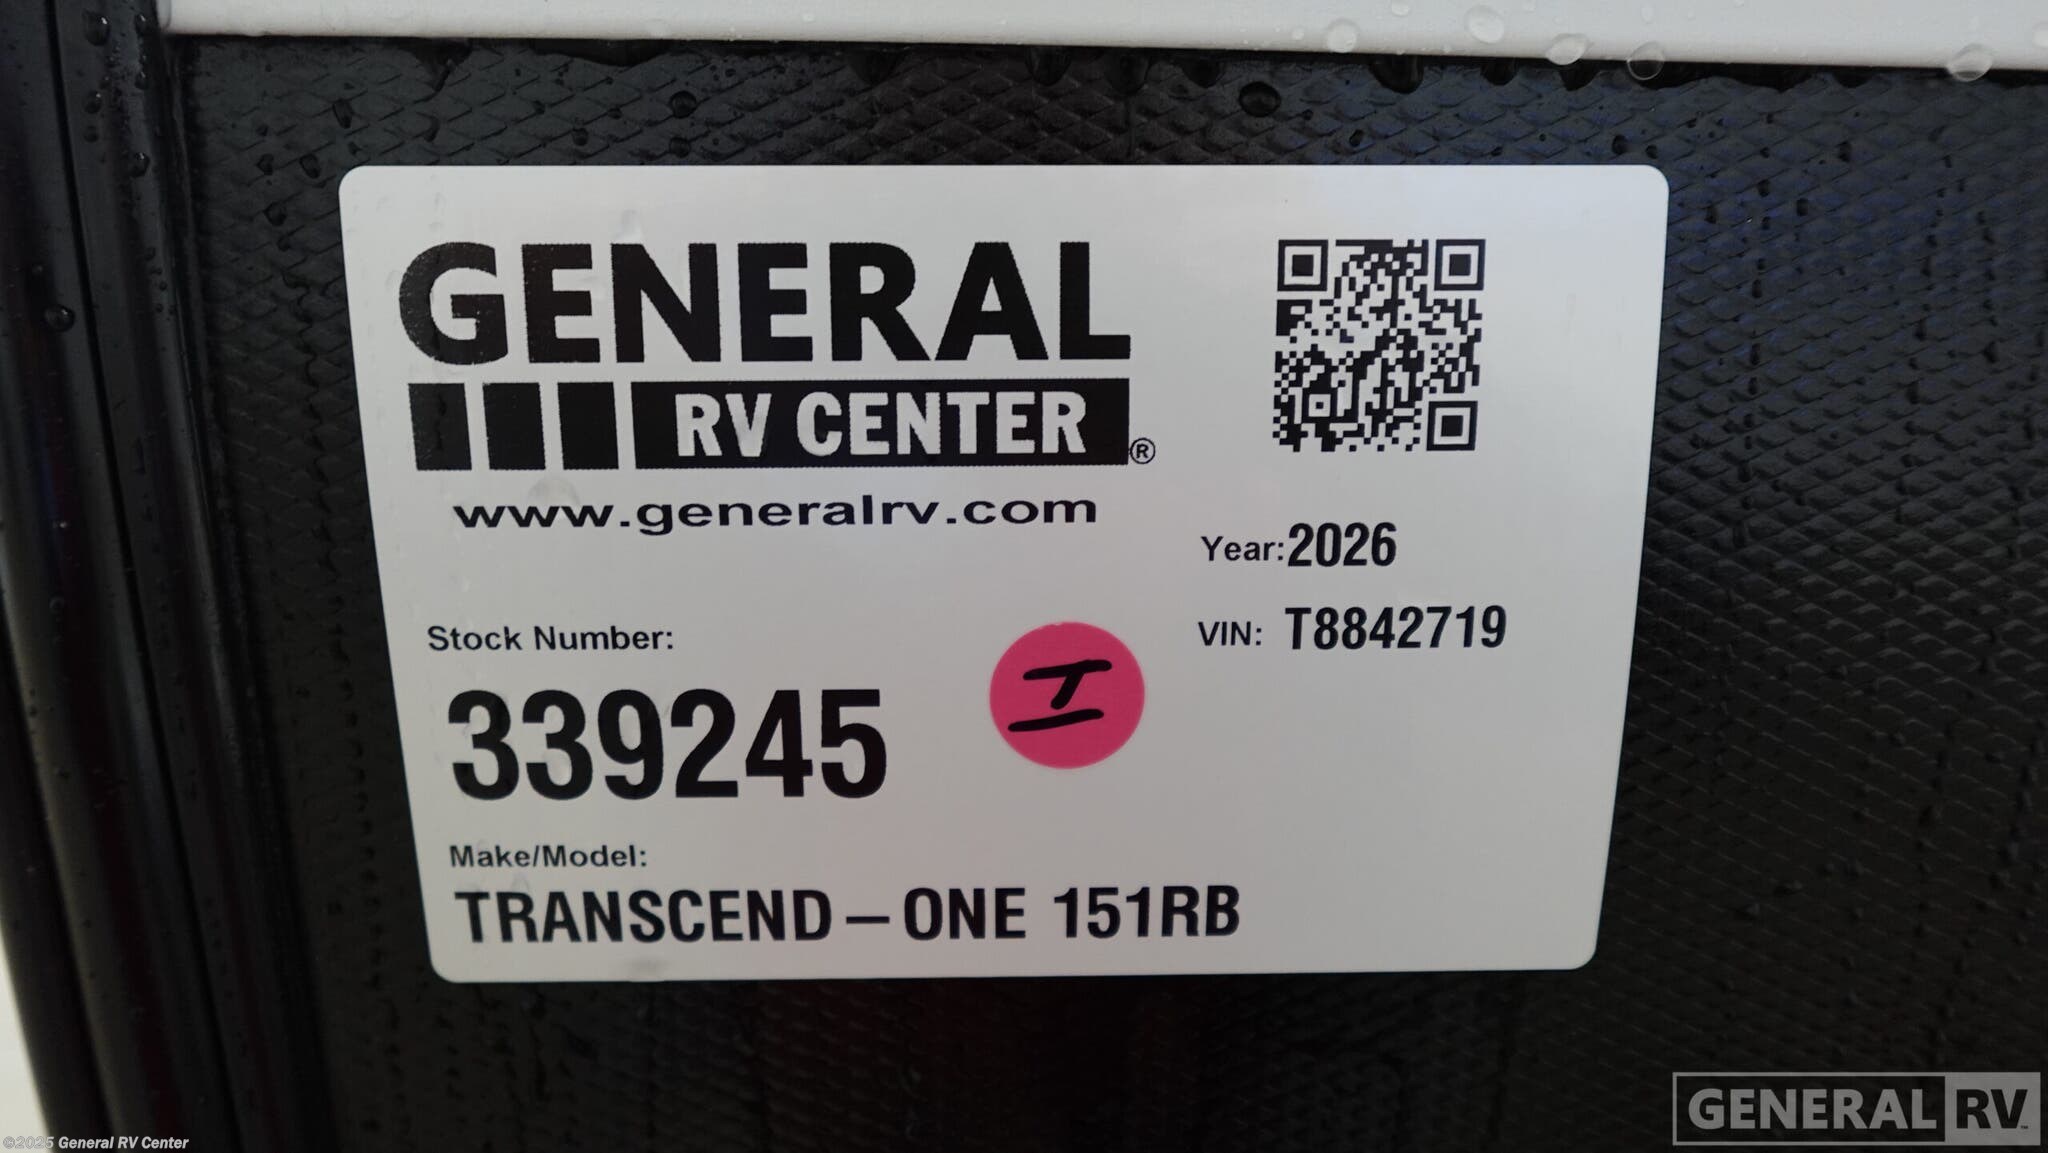 GENERAL
RV CENTER®
www.generalrv.com
Year: 2026
VIN: T8842719
Stock Number:
339245
I
Make/Model:
TRANSCEND – ONE 151RB
GENERAL RV™
©2025 General RV Center